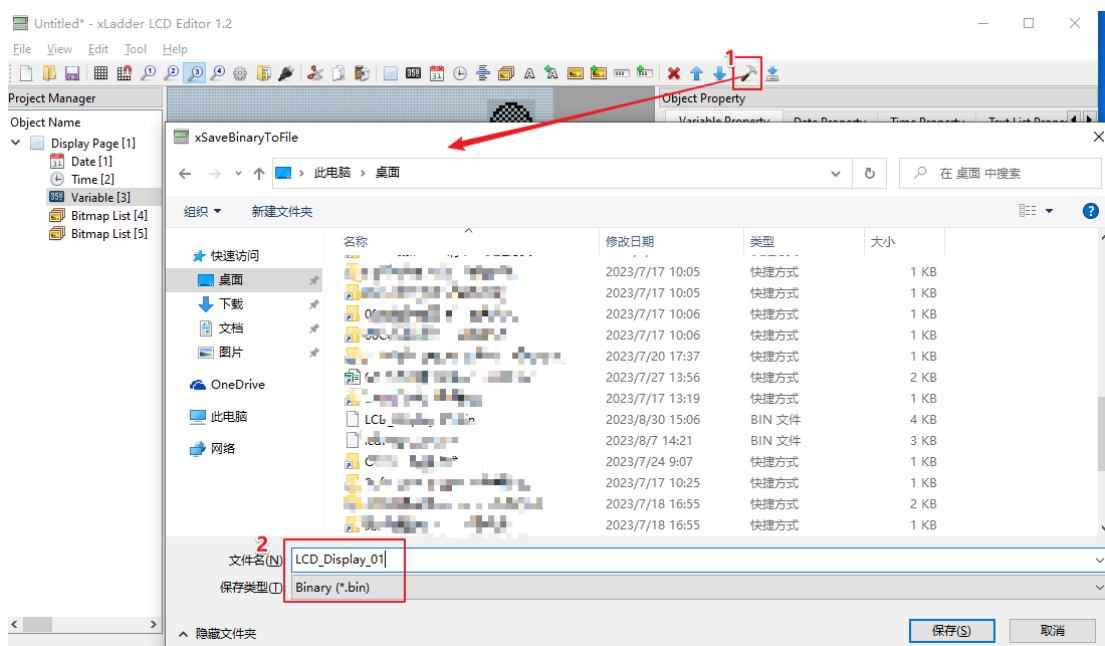 Untitled* - xLadder LCD Editor 1.2
File View Edit Tool Help
1
Project Manager
Object Property
Object Name
Variable Property Date Property Time Property Text List
Display Page [1]
Date [1]
Time [2]
Variable [3]
Bitmap List [4]
Bitmap List [5]
xSaveBinaryToFile
此电脑 › 桌面
在 桌面 中搜索
组织 新建文件夹
名称 修改日期 类型 大小
快速访问
桌面
下载
文档
图片
OneDrive
此电脑
网络
2023/7/17 10:05 快捷方式 1 KB
2023/7/17 10:05 快捷方式 1 KB
2023/7/17 10:06 快捷方式 1 KB
2023/7/17 10:06 快捷方式 1 KB
2023/7/20 17:37 快捷方式 1 KB
2023/7/27 13:56 快捷方式 2 KB
2023/7/17 13:19 快捷方式 1 KB
2023/8/30 15:06 BIN 文件 4 KB
2023/8/7 14:21 BIN 文件 3 KB
2023/7/24 9:07 快捷方式 1 KB
2023/7/17 10:25 快捷方式 1 KB
2023/7/18 16:55 快捷方式 2 KB
2023/7/18 16:55 快捷方式 1 KB
2
文件名(N): LCD_Display_01
保存类型(T): Binary (*.bin)
隐藏文件夹
保存(S) 取消